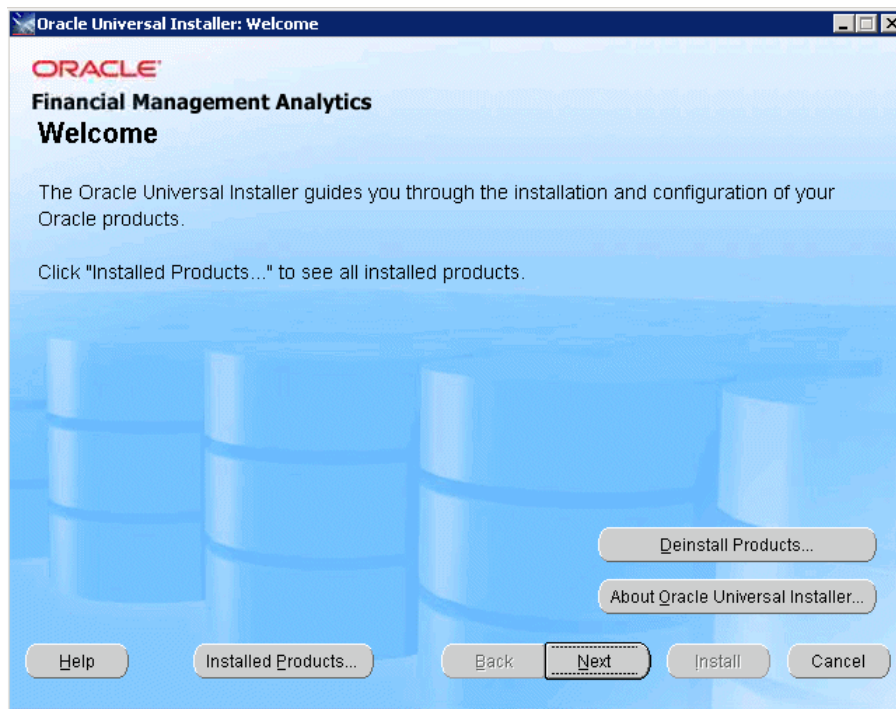 Oracle Universal Installer: Welcome
ORACLE
Financial Management Analytics
Welcome
The Oracle Universal Installer guides you through the installation and configuration of your
Oracle products.
Click "Installed Products..." to see all installed products.
Deinstall Products...
About Oracle Universal Installer...
Help
Installed Products...
Back
Next
Install
Cancel